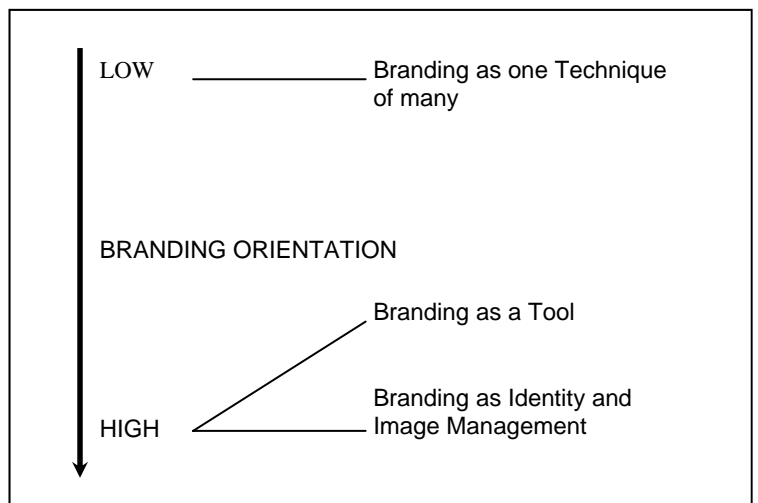 LOW
Branding as one Technique
of many
BRANDING ORIENTATION
Branding as a Tool
HIGH
Branding as Identity and
Image Management